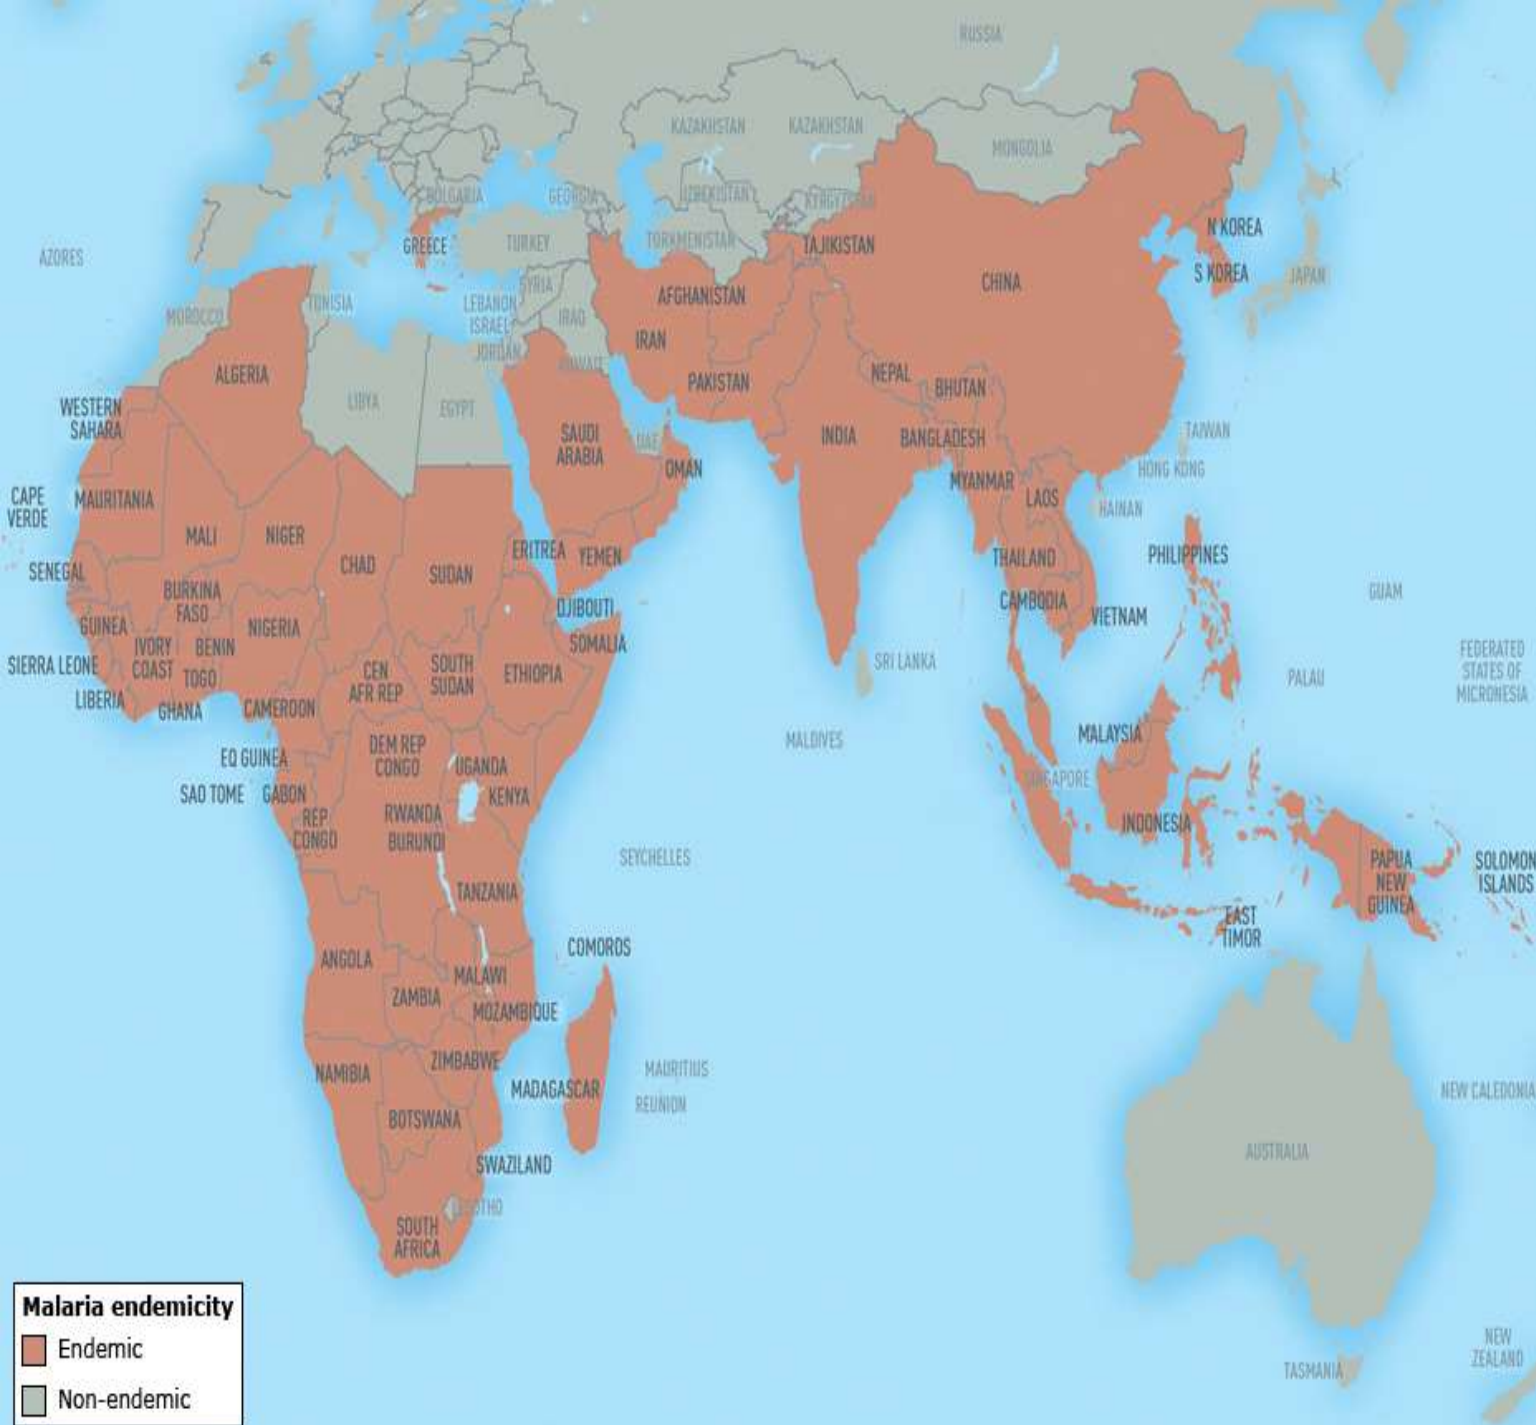 RUSSIA
KAZAKHSTAN
KAZAKHSTAN
MONGOLIA
BULGARIA
GEORGIA
UZBEKISTAN
KYRGYZSTAN
N KOREA
GREECE
TURKEY
TORKMENISTAN
TAJIKISTAN
AZORES
S KOREA
JAPAN
CHINA
SYRIA
AFGHANISTAN
MOROCCO
TUNISIA
LEBANON
ISRAEL
IRAQ
IRAN
JORDAN
KUWAIT
ALGERIA
PAKISTAN
NEPAL
BHUTAN
WESTERN
SAHARA
LIBYA
EGYPT
SAUDI
ARABIA
UAE
INDIA
BANGLADESH
TAIWAN
OMAN
HONG KONG
MYANMAR
CAPE
VERDE
MAURITANIA
LAOS
HAINAN
MALI
NIGER
ERITREA
YEMEN
THAILAND
PHILIPPINES
CHAD
SUDAN
SENEGAL
BURKINA
FASO
DJIBOUTI
CAMBODIA
VIETNAM
GUAM
GUINEA
NIGERIA
IVORY
COAST
BENIN
SOMALIA
SIERRA LEONE
TOGO
CEN
AFR REP
SOUTH
SUDAN
ETHIOPIA
SRI LANKA
PALAU
FEDERATED
STATES OF
MICRONESIA
LIBERIA
GHANA
CAMEROON
MALDIVES
MALAYSIA
EQ GUINEA
DEM REP
CONGO
UGANDA
SINGAPORE
SAO TOME
GABON
KENYA
REP
CONGO
RWANDA
BURUNDI
INDONESIA
SEYCHELLES
PAPUA
NEW
GUINEA
SOLOMON
ISLANDS
TANZANIA
EAST
TIMOR
ANGOLA
COMOROS
MALAWI
ZAMBIA
MOZAMBIQUE
NAMIBIA
ZIMBABWE
MADAGASCAR
MAURITIUS
REUNION
NEW CALEDONIA
BOTSWANA
AUSTRALIA
SWAZILAND
LESOTHO
SOUTH
AFRICA
TASMANIA
NEW
ZEALAND
Malaria endemicity
Endemic
Non-endemic